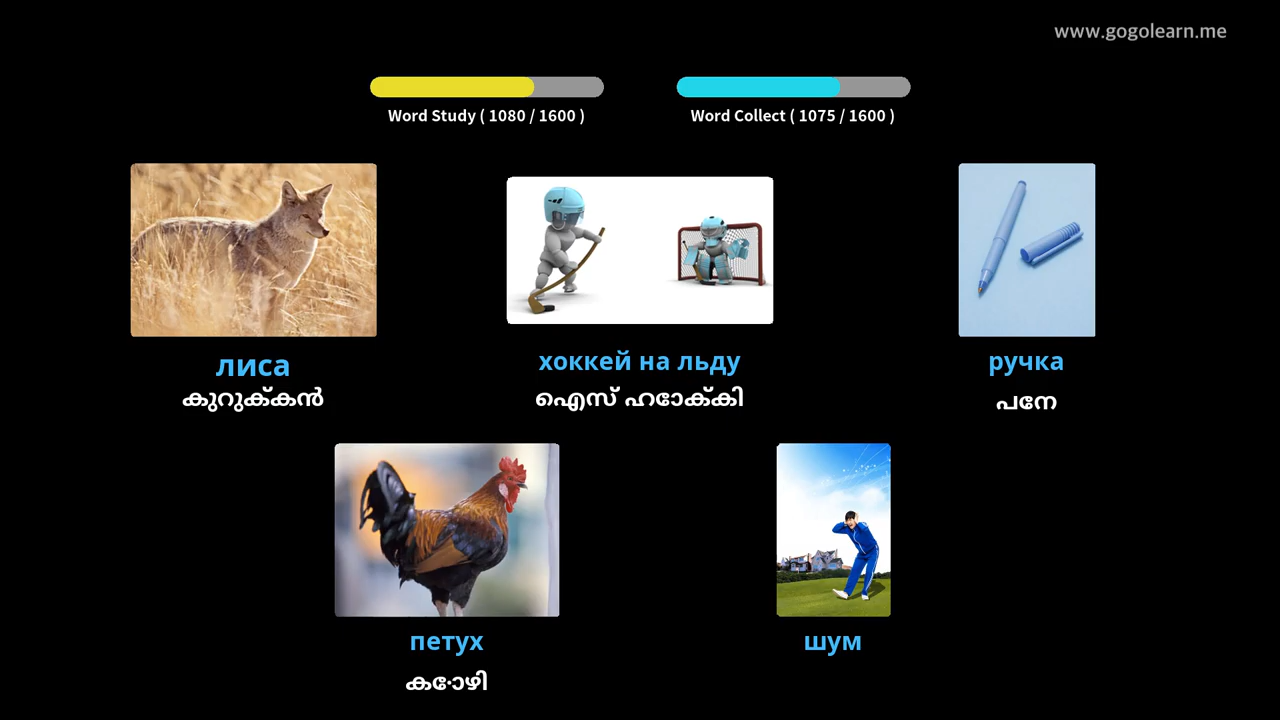 www.gogolearn.me
Word Study ( 1080 / 1600 )
Word Collect ( 1075 / 1600 )
лиса
കുറുക്കൻ
хоккей на льду
ഐസ് ഹോക്കി
ручка
പേന
петух
കോഴി
шум